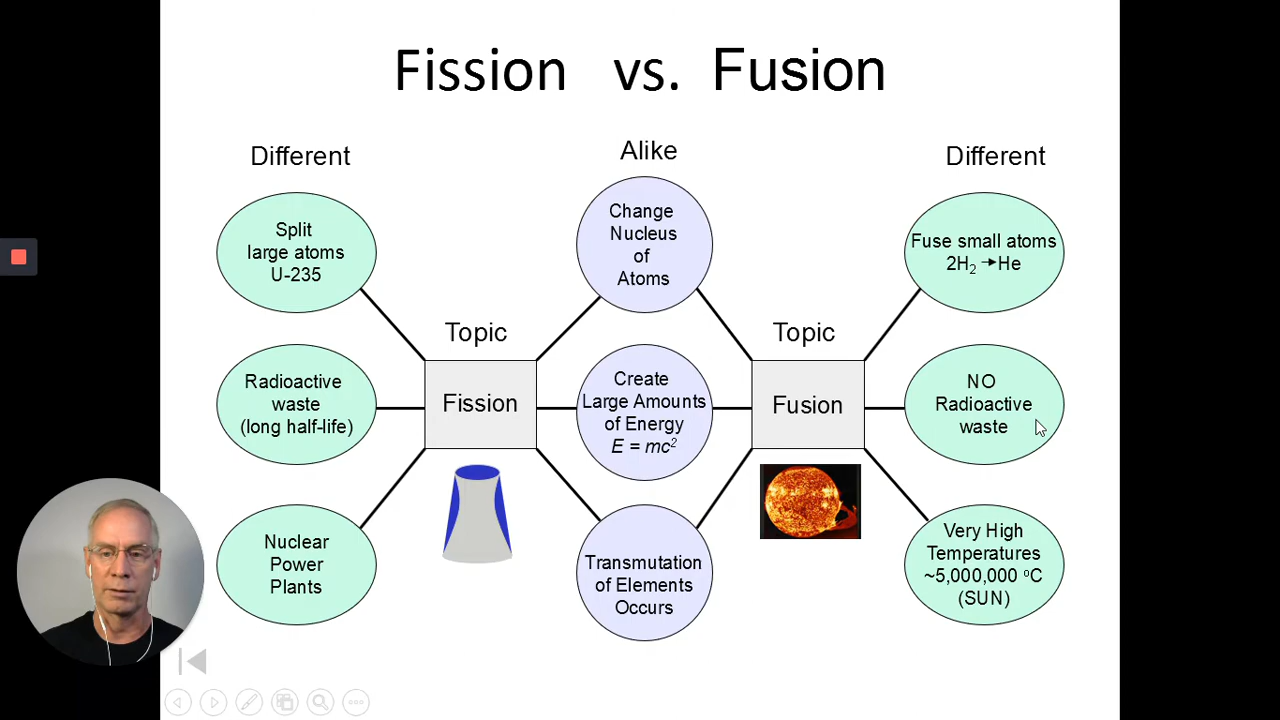 Fission vs. Fusion
Different
Alike
Different
Split
large atoms
U-235
Change
Nucleus
of
Atoms
Fuse small atoms
2H₂ →He
Topic
Topic
Radioactive
waste
(long half-life)
Fission
Create
Large Amounts
of Energy
E = mc²
Fusion
NO
Radioactive
waste
Nuclear
Power
Plants
Transmutation
of Elements
Occurs
Very High
Temperatures
~5,000,000 ⁰C
(SUN)